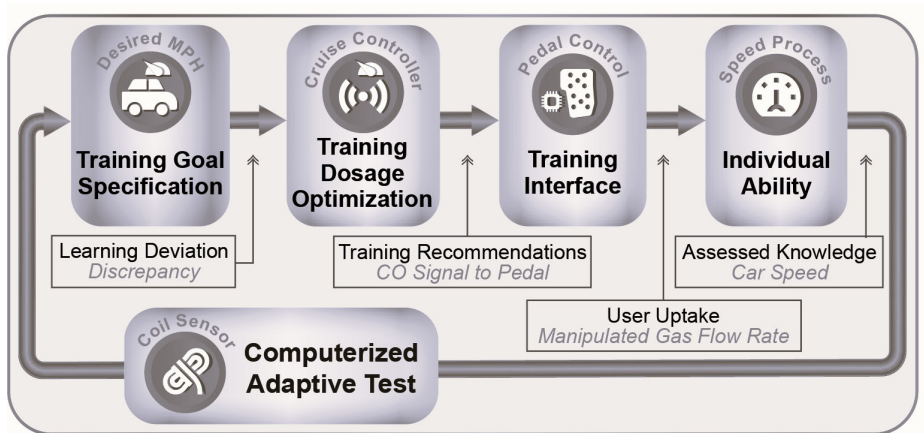 Desired MPH
Training Goal
Specification
Cruise Controller
Training
Dosage
Optimization
Pedal Control
Training
Interface
Speed Process
Individual
Ability
Learning Deviation
Discrepancy
Training Recommendations
CO Signal to Pedal
User Uptake
Manipulated Gas Flow Rate
Assessed Knowledge
Car Speed
Coil Sensor
Computerized
Adaptive Test